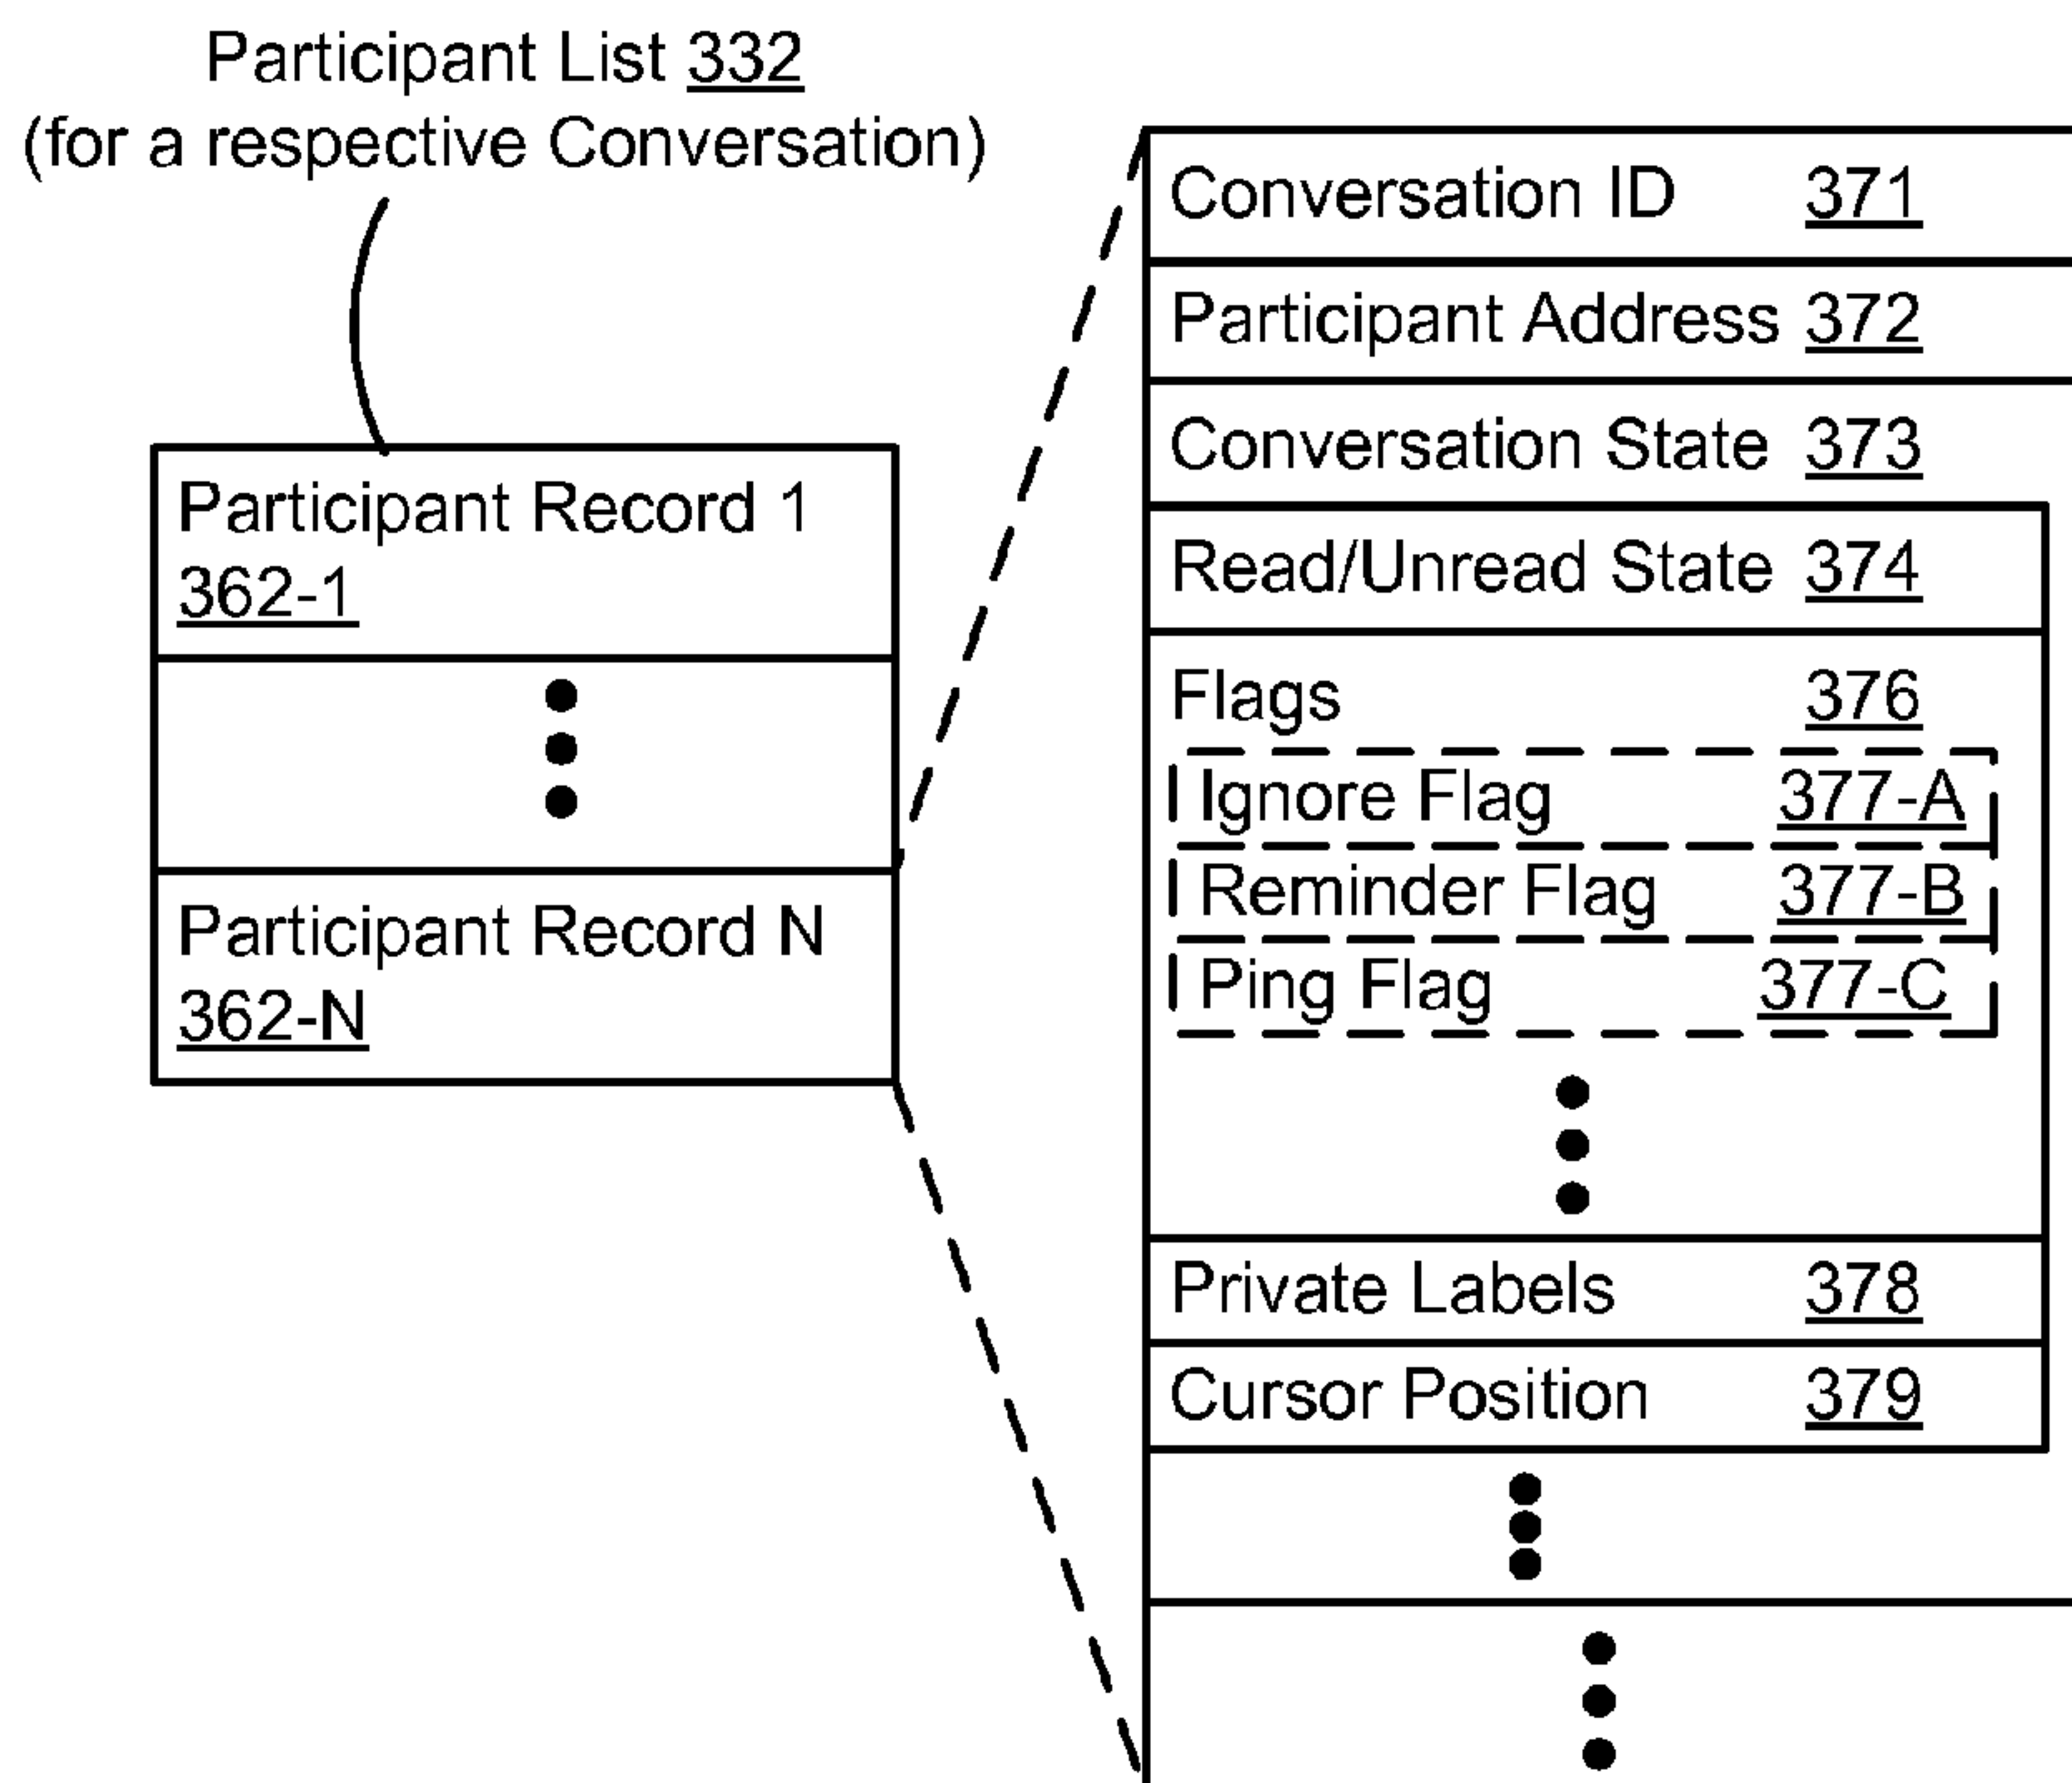 Participant List 332
(for a respective Conversation)
Participant Record 1
362-1
Participant Record N
362-N
Conversation ID 371
Participant Address 372
Conversation State 373
Read/Unread State 374
Flags 376
Ignore Flag 377-A
Reminder Flag 377-B
Ping Flag 377-C
Private Labels 378
Cursor Position 379